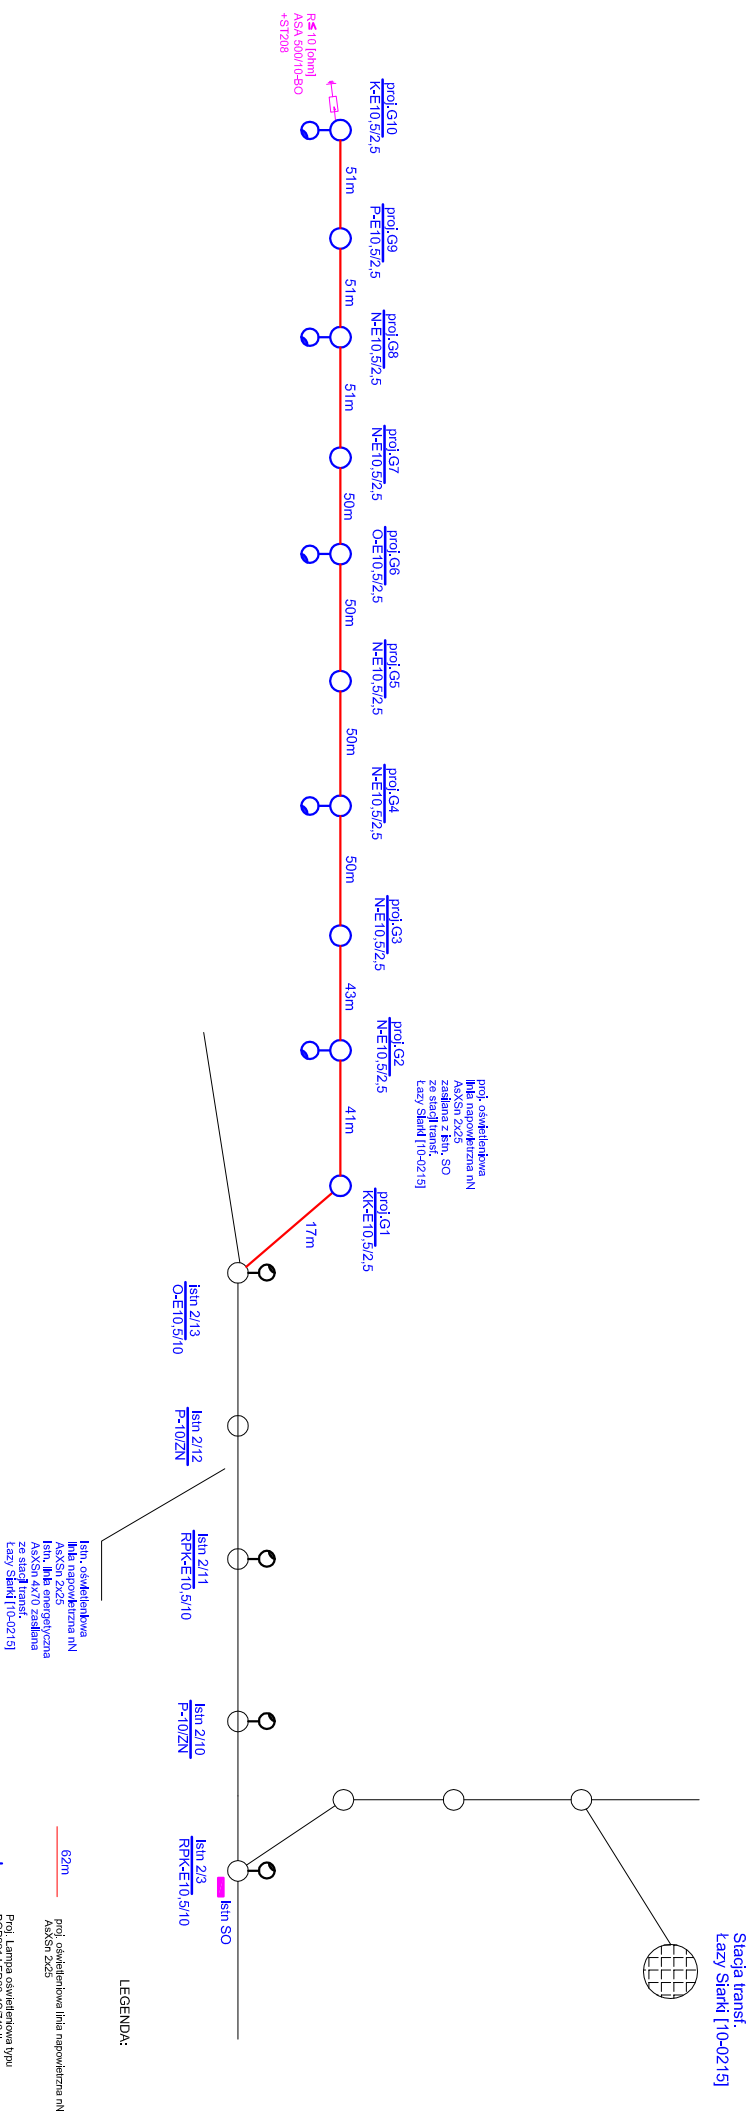 Stacja transf.
Łazy Siarki [10-0215]
R≤10 [ohm]
ASA 500/10-BO
+ST208
proj.G10
K-E10,5/2,5
51m
proj.G9
P-E10,5/2,5
51m
proj.G8
N-E10,5/2,5
51m
proj.G7
N-E10,5/2,5
50m
proj.G6
O-E10,5/2,5
50m
proj.G5
N-E10,5/2,5
50m
proj.G4
N-E10,5/2,5
50m
proj.G3
N-E10,5/2,5
43m
proj.G2
N-E10,5/2,5
41m
proj.G1
KK-E10,5/2,5
17m
proj. oświetleniowa
linia napowietrzna nN
AsXSn 2x25
zasilana z istn. SO
ze stacji transf.
Łazy Siarki [10-0215]
istn 2/13
O-E10,5/10
istn 2/12
P-10/ZN
istn 2/11
RPK-E10,5/10
istn 2/10
P-10/ZN
istn 2/3
RPK-E10,5/10
istn SO
istn. oświetleniowa
linia napowietrzna nN
AsXSn 2x25
istn. linia energetyczna
AsXSn 4x70 zasilana
ze stacji transf.
Łazy Siarki [10-0215]
LEGENDA:
62m
proj. oświetleniowa linia napowietrzna nN
AsXSn 2x25
Proj. Lampa oświetleniowa typu